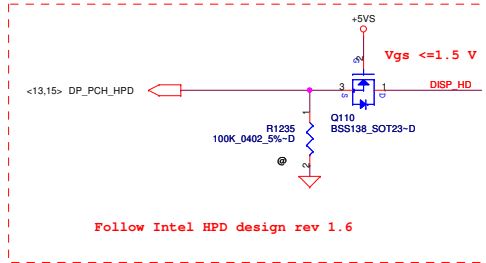 +5VS
Vgs <=1.5 V
2
G
<13,15> DP_PCH_HPD
3
1
DISP_HD
S
D
Q110
BSS138_SOT23~D
1
R1235
100K_0402_5%~D
@
2
Follow Intel HPD design rev 1.6